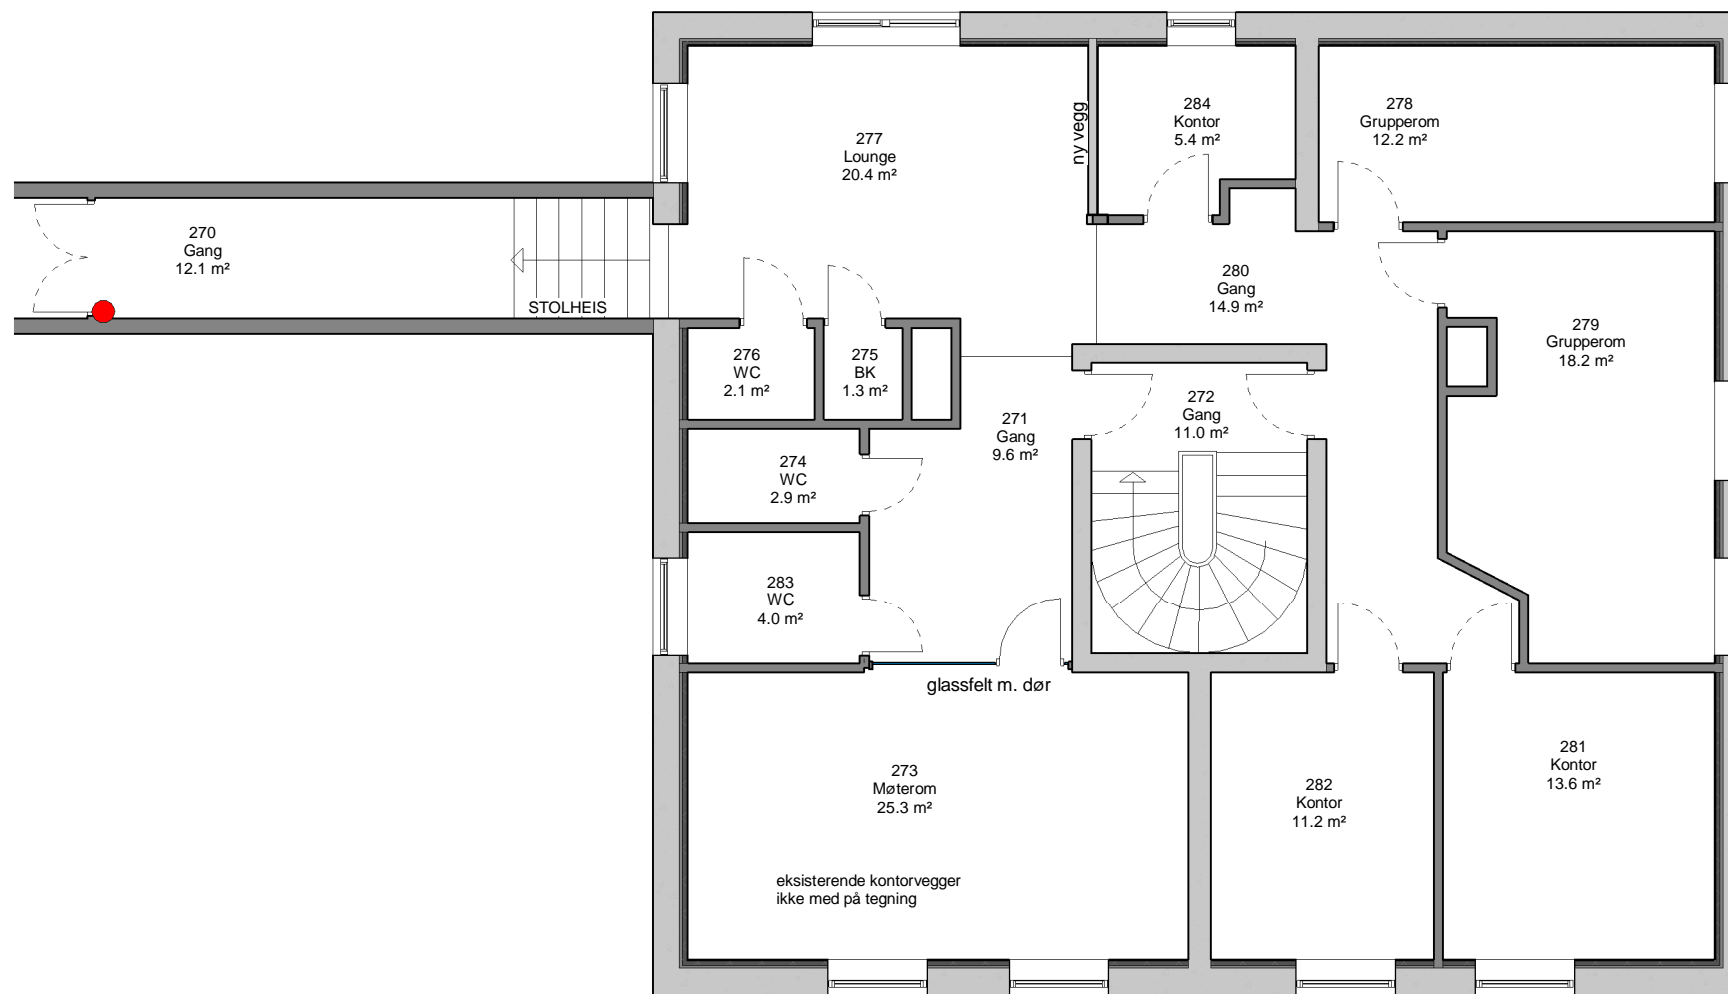 277
Lounge
20.4 m²
ny vegg
284
Kontor
5.4 m²
278
Grupperom
12.2 m²
270
Gang
12.1 m²
STOLHEIS
280
Gang
14.9 m²
279
Grupperom
18.2 m²
276
WC
2.1 m²
275
BK
1.3 m²
272
Gang
11.0 m²
271
Gang
9.6 m²
274
WC
2.9 m²
283
WC
4.0 m²
glassfelt m. dør
273
Møterom
25.3 m²
282
Kontor
11.2 m²
281
Kontor
13.6 m²
eksisterende kontorvegger
ikke med på tegning